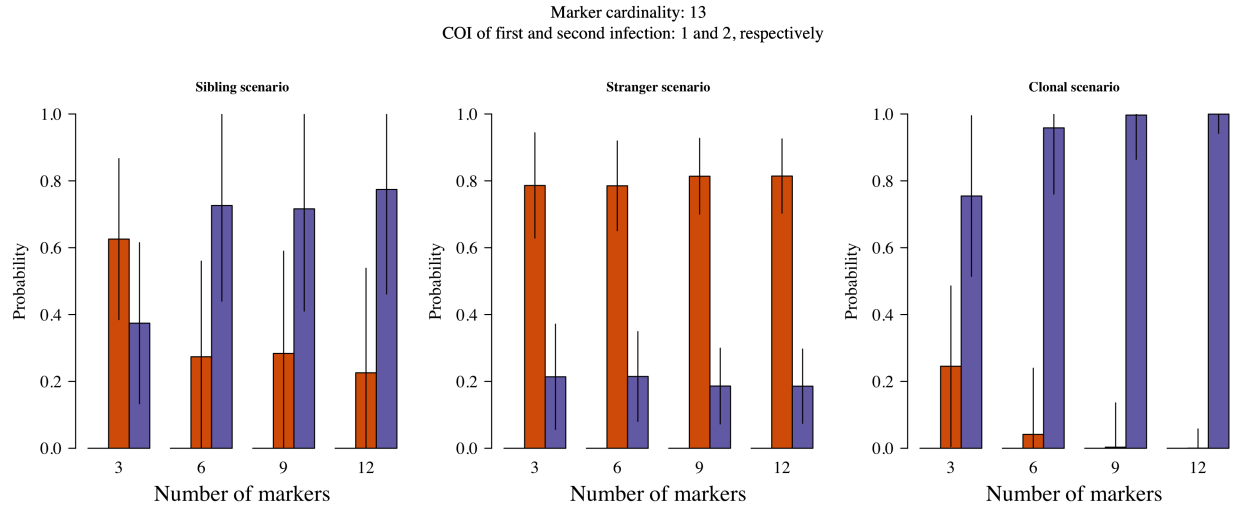 Marker cardinality: 13
COI of first and second infection: 1 and 2, respectively
Sibling scenario
Probability
1.0
0.8
0.6
0.4
0.2
0.0
3 6 9 12
Number of markers
Stranger scenario
Probability
1.0
0.8
0.6
0.4
0.2
0.0
3 6 9 12
Number of markers
Clonal scenario
Probability
1.0
0.8
0.6
0.4
0.2
0.0
3 6 9 12
Number of markers